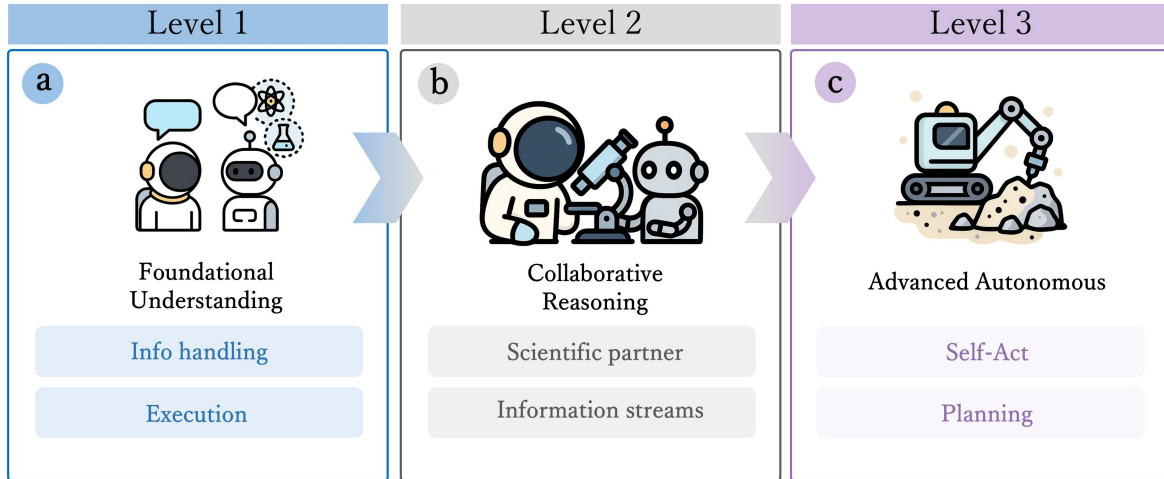 Level 1
Level 2
Level 3
a
b
c
Foundational
Understanding
Collaborative
Reasoning
Advanced Autonomous
Info handling
Scientific partner
Self-Act
Execution
Information streams
Planning